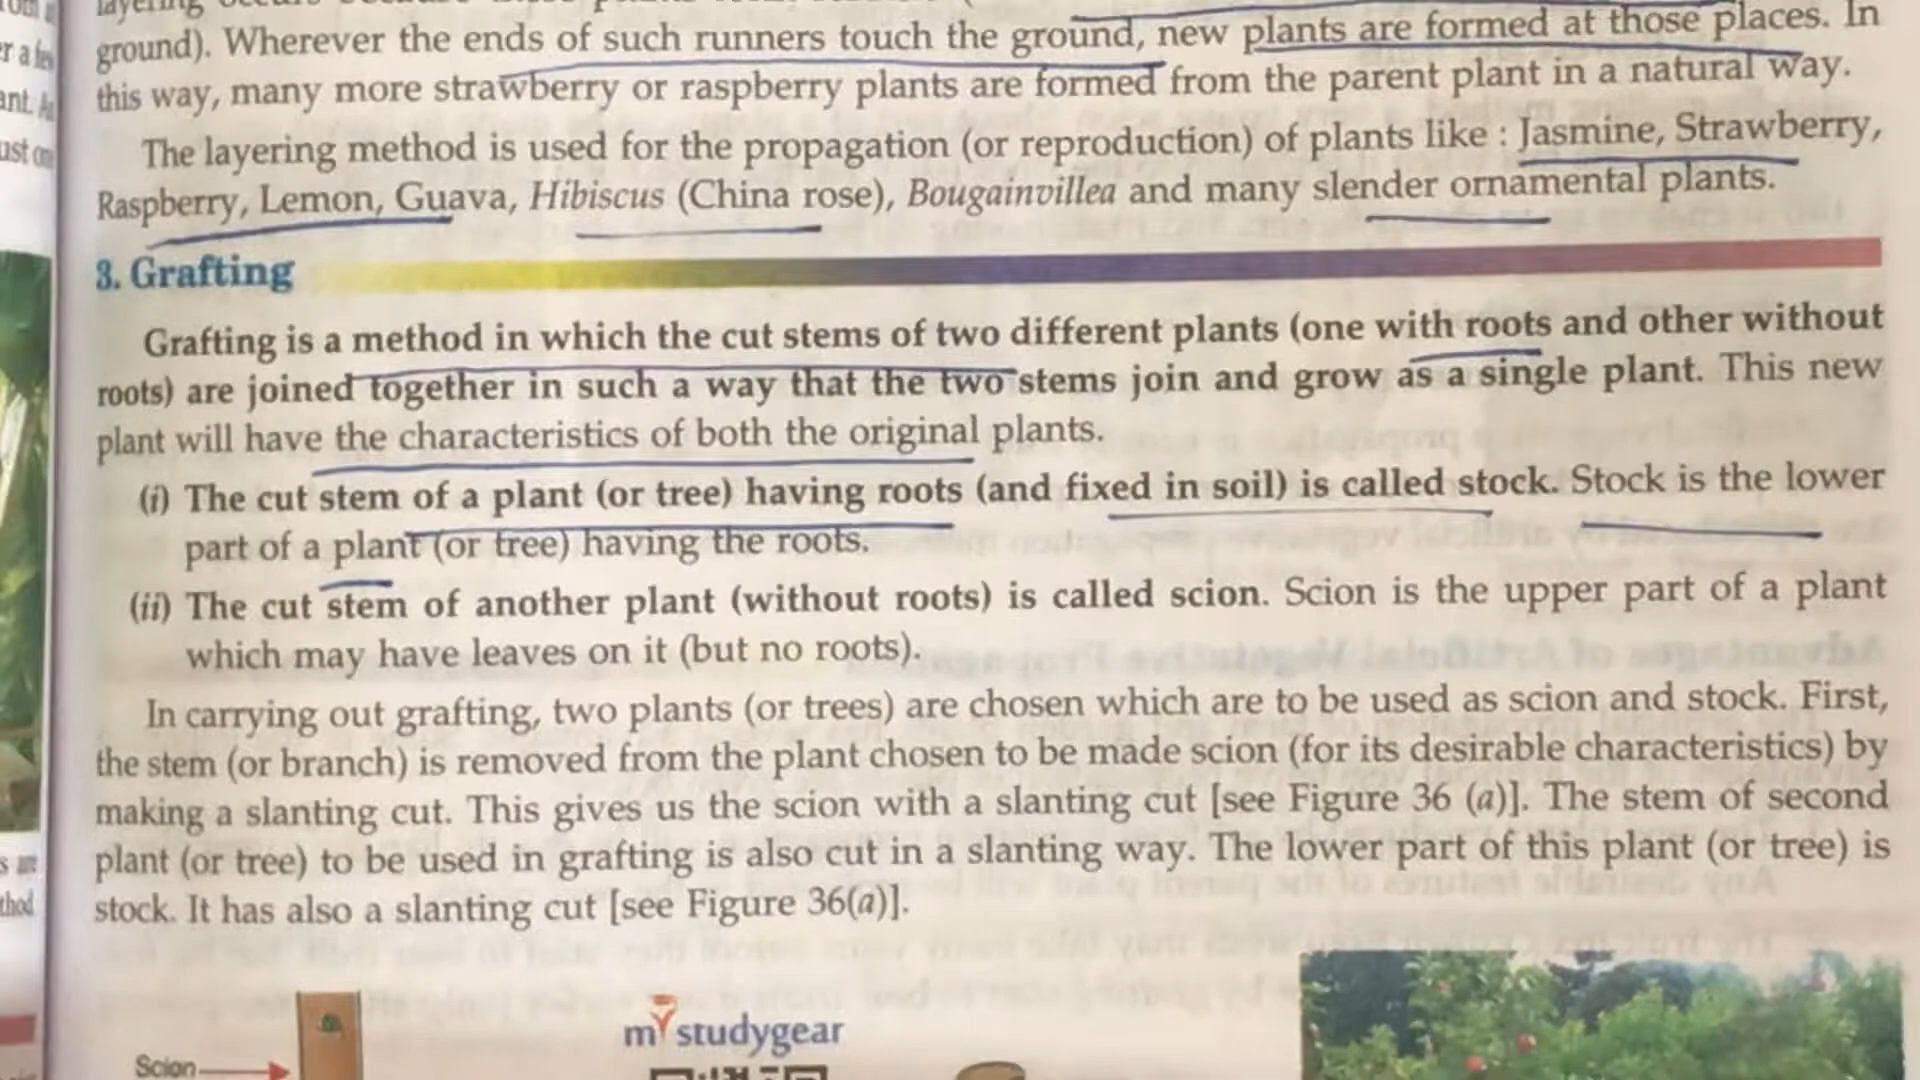 ground). Wherever the ends of such runners touch the ground, new plants are formed at those places. In
this way, many more strawberry or raspberry plants are formed from the parent plant in a natural way.
The layering method is used for the propagation (or reproduction) of plants like : Jasmine, Strawberry,
Raspberry, Lemon, Guava, Hibiscus (China rose), Bougainvillea and many slender ornamental plants.
3. Grafting
Grafting is a method in which the cut stems of two different plants (one with roots and other without
roots) are joined together in such a way that the two stems join and grow as a single plant. This new
plant will have the characteristics of both the original plants.
(i) The cut stem of a plant (or tree) having roots (and fixed in soil) is called stock. Stock is the lower
part of a plant (or tree) having the roots.
(ii) The cut stem of another plant (without roots) is called scion. Scion is the upper part of a plant
which may have leaves on it (but no roots).
In carrying out grafting, two plants (or trees) are chosen which are to be used as scion and stock. First,
the stem (or branch) is removed from the plant chosen to be made scion (for its desirable characteristics) by
making a slanting cut. This gives us the scion with a slanting cut [see Figure 36 (a)]. The stem of second
plant (or tree) to be used in grafting is also cut in a slanting way. The lower part of this plant (or tree) is
stock. It has also a slanting cut [see Figure 36(a)].
my studygear
Scion